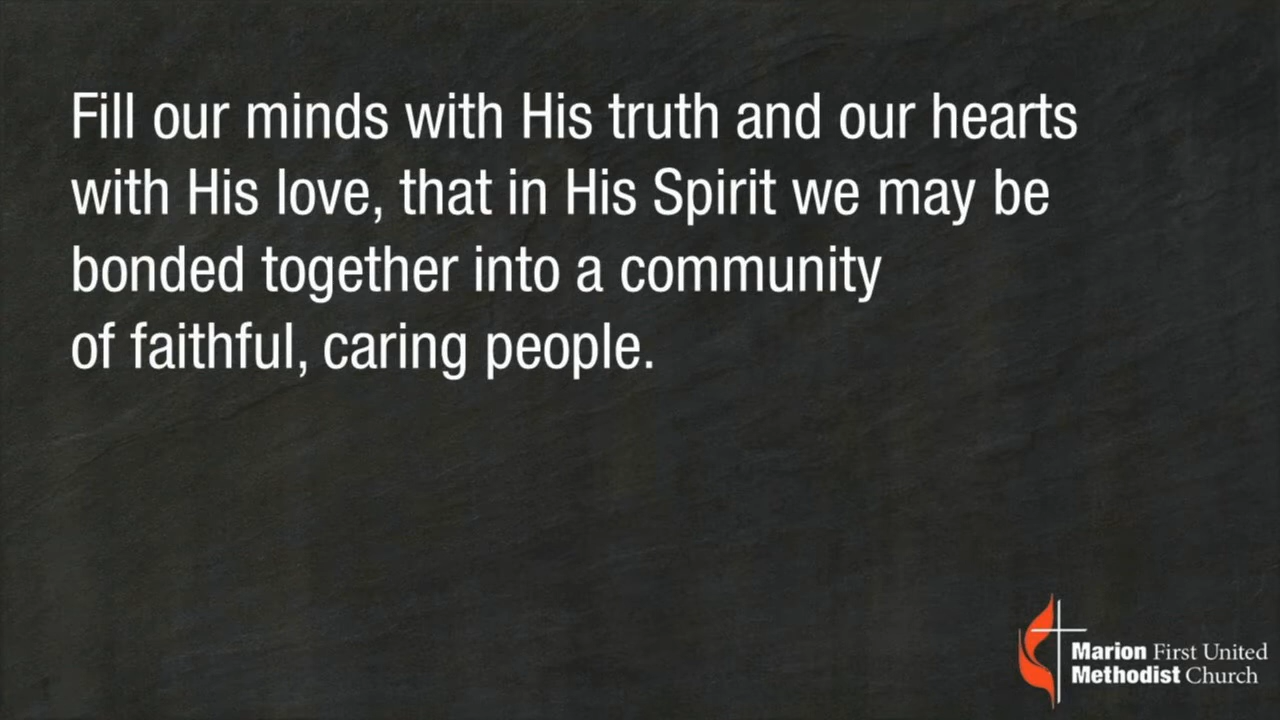 Fill our minds with His truth and our hearts
with His love, that in His Spirit we may be
bonded together into a community
of faithful, caring people.
Marion First United
Methodist Church